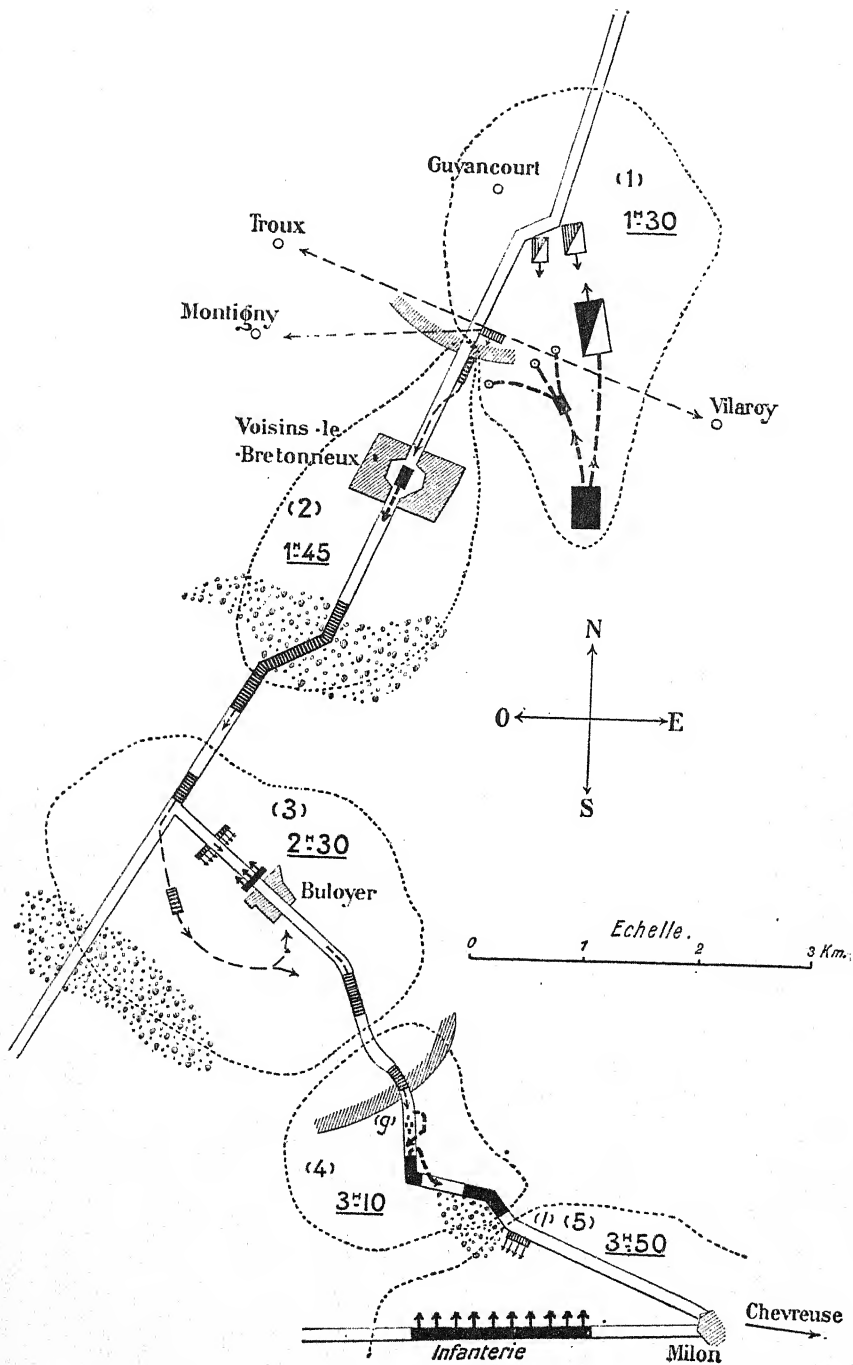 Guyancourt
(1)
1H30
Troux
Montigny
Vilaroy
Voisins-le-
Bretonneux
(2)
1H45
N
O
E
S
(3)
2H30
Buloyer
Echelle.
0
1
2
3 Km.
(g)
(4)
3H10
(l)
(5)
3H50
Chevreuse
Milon
Infanterie